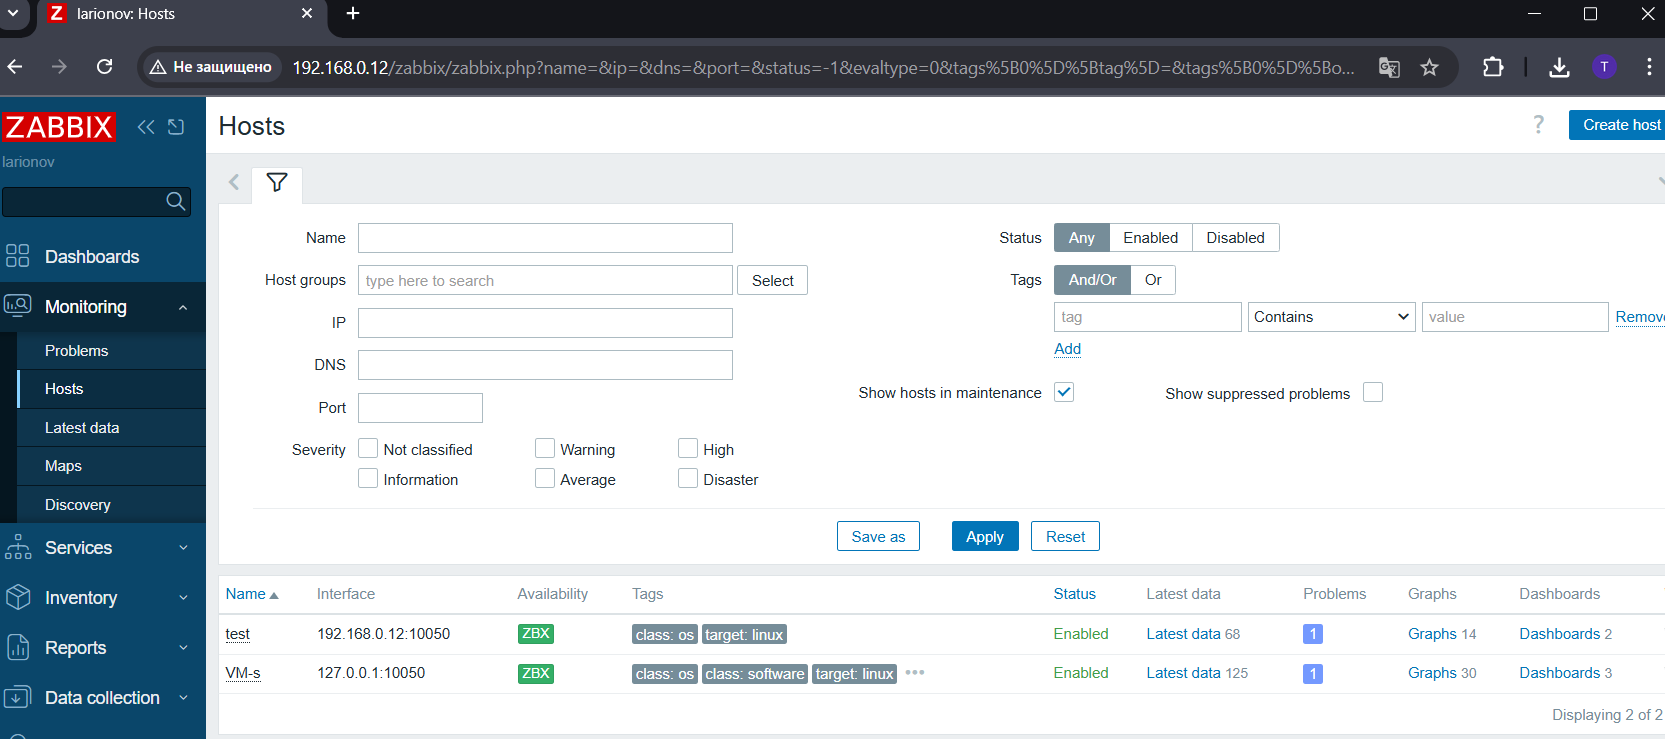 larionov: Hosts
Не защищено
192.168.0.12/zabbix/zabbix.php?name=&ip=&dns=&port=&status=-1&evaltype=0&tags%5B0%5D%5Btag%5D=&tags%5B0%5D%5Bo...
T
ZABBIX
larionov
Hosts
?
Create host
Dashboards
Monitoring
Problems
Hosts
Latest data
Maps
Discovery
Services
Inventory
Reports
Data collection
Name
Host groups type here to search Select
IP
DNS
Port
Severity Not classified Warning High
Information Average Disaster
Status Any Enabled Disabled
Tags And/Or Or
tag Contains value Remove
Add
Show hosts in maintenance Show suppressed problems
Save as Apply Reset
Name Interface Availability Tags Status Latest data Problems Graphs Dashboards
test 192.168.0.12:10050 ZBX class: os target: linux Enabled Latest data 68 1 Graphs 14 Dashboards 2
VM-s 127.0.0.1:10050 ZBX class: os class: software target: linux ••• Enabled Latest data 125 1 Graphs 30 Dashboards 3
Displaying 2 of 2